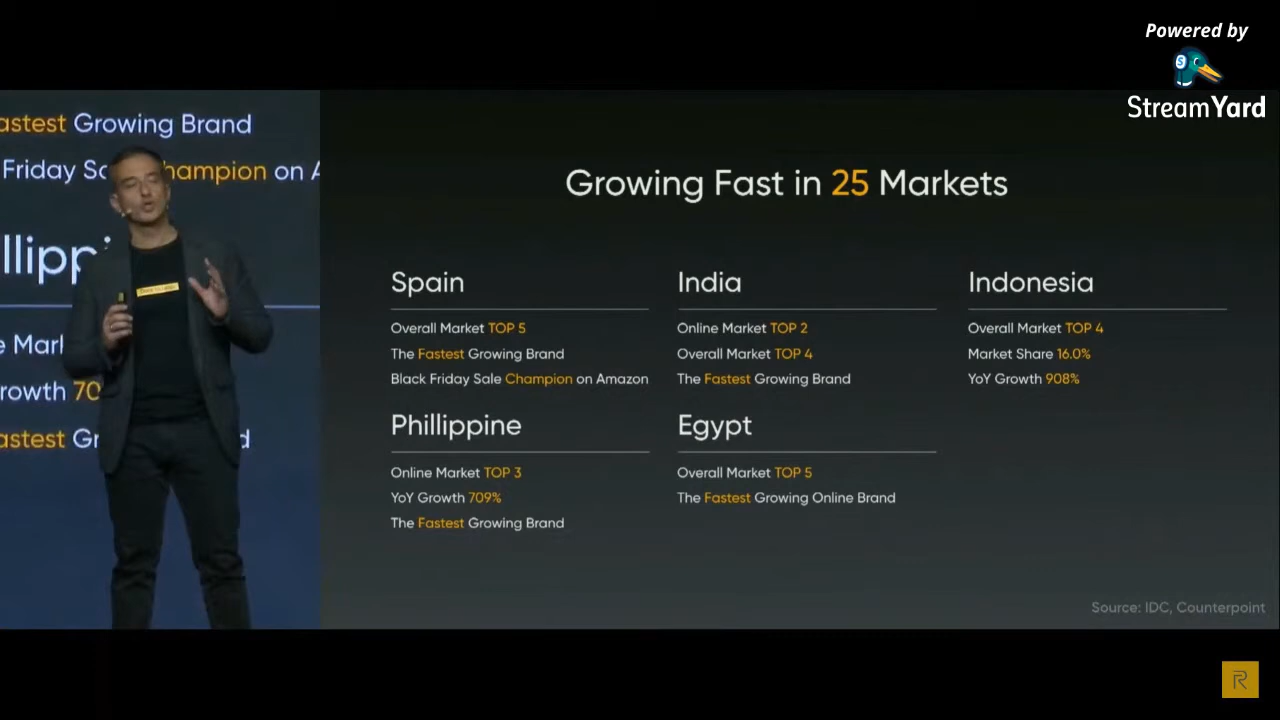 Powered by
StreamYard
astest Growing Brand
Friday Sa hampion on A
llippi
e Mark
rowth 70
astest Gr d
Growing Fast in 25 Markets
Spain
Overall Market TOP 5
The Fastest Growing Brand
Black Friday Sale Champion on Amazon
India
Online Market TOP 2
Overall Market TOP 4
The Fastest Growing Brand
Indonesia
Overall Market TOP 4
Market Share 16.0%
YoY Growth 908%
Phillippine
Online Market TOP 3
YoY Growth 709%
The Fastest Growing Brand
Egypt
Overall Market TOP 5
The Fastest Growing Online Brand
Source: IDC, Counterpoint
R